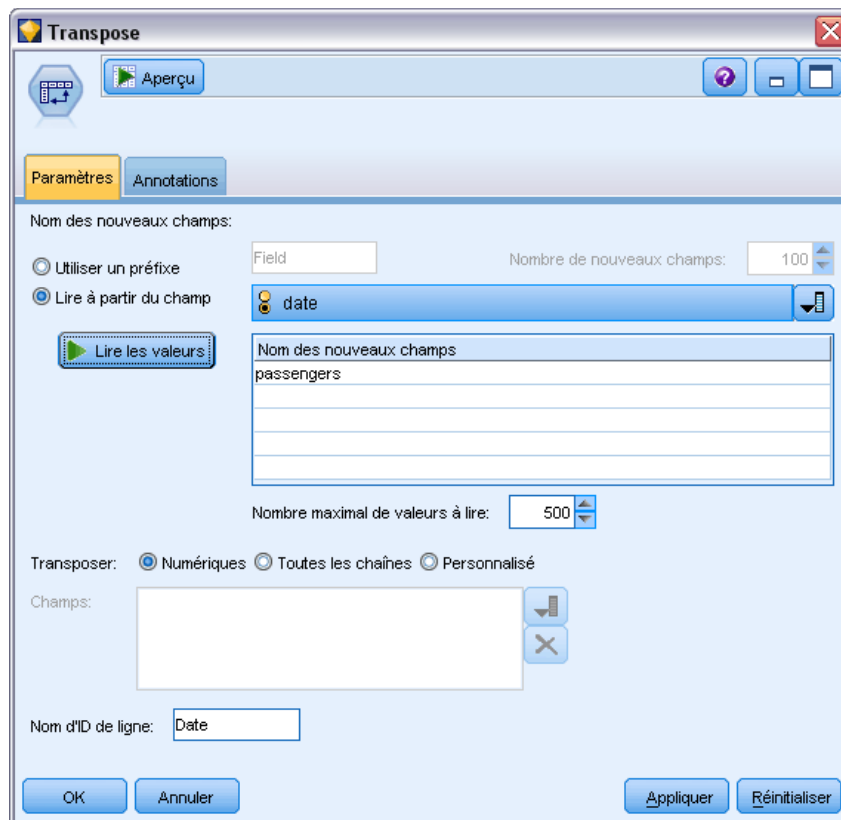 Transpose
Aperçu
Paramètres Annotations
Nom des nouveaux champs:
Utiliser un préfixe Field Nombre de nouveaux champs: 100
Lire à partir du champ date
Lire les valeurs Nom des nouveaux champs
passengers
Nombre maximal de valeurs à lire: 500
Transposer: Numériques Toutes les chaînes Personnalisé
Champs:
Nom d'ID de ligne: Date
OK Annuler Appliquer Réinitialiser